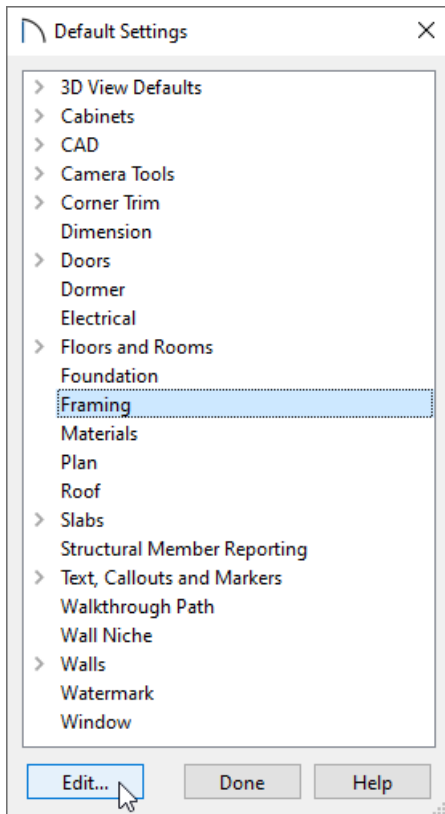 Default Settings
3D View Defaults
Cabinets
CAD
Camera Tools
Corner Trim
Dimension
Doors
Dormer
Electrical
Floors and Rooms
Foundation
Framing
Materials
Plan
Roof
Slabs
Structural Member Reporting
Text, Callouts and Markers
Walkthrough Path
Wall Niche
Walls
Watermark
Window
Edit... Done Help